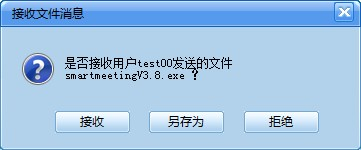 接收文件消息
是否接收用户test00发送的文件
smartmeetingV3.8.exe ？
接收
另存为
拒绝